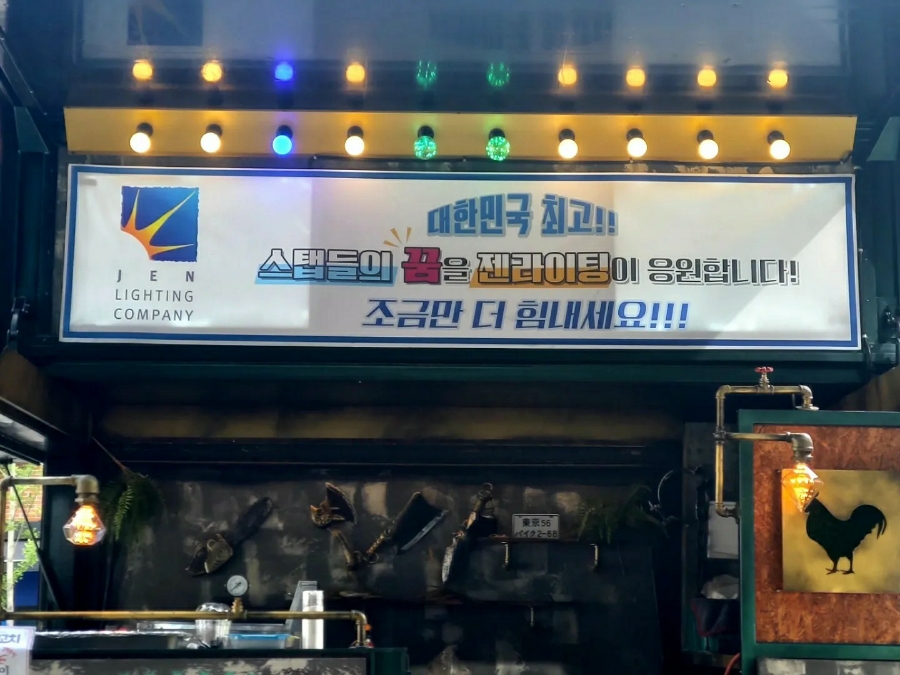 대한민국 최고!!
스탭들의 꿈을 젠라이팅이 응원합니다!
조금만 더 힘내세요!!!
JEN
LIGHTING
COMPANY
東京56
バイク2-68